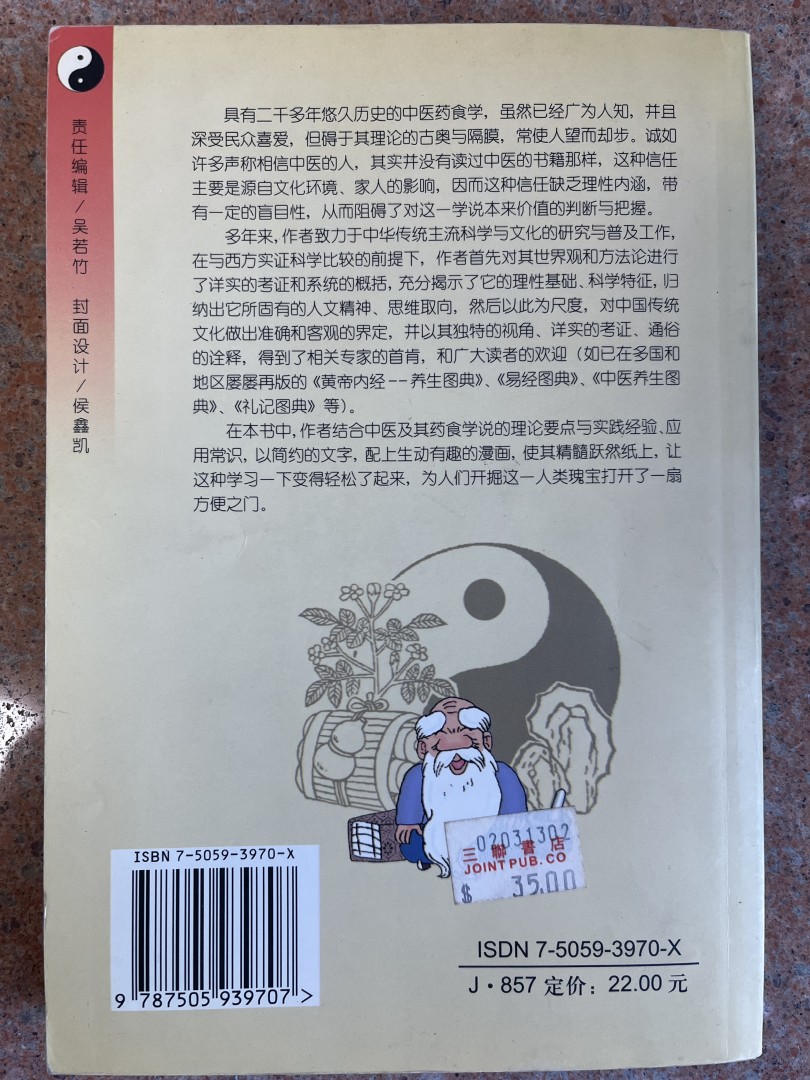 责任编辑/吴若竹 封面设计/侯鑫凯
具有二千多年悠久历史的中医药食学，虽然已经广为人知，并且
深受民众喜爱，但碍于其理论的古奥与隔膜，常使人望而却步。诚如
许多声称相信中医的人，其实并没有读过中医的书籍那样，这种信任
主要是源自文化环境、家人的影响，因而这种信任缺乏理性内涵，带
有一定的盲目性，从而阻碍了对这一学说本来价值的判断与把握。
多年来，作者致力于中华传统主流科学与文化的研究与普及工作，
在与西方实证科学比较的前提下，作者首先对其世界观和方法论进行
了详实的考证和系统的概括，充分揭示了它的理性基础、科学特征，归
纳出它所固有的人文精神、思维取向，然后以此为尺度，对中国传统
文化做出准确和客观的界定，并以其独特的视角、详实的考证、通俗
的诠释，得到了相关专家的首肯，和广大读者的欢迎（如已在多国和
地区屡屡再版的《黄帝内经--养生图典》、《易经图典》、《中医养生图
典》、《礼记图典》等）。
在本书中，作者结合中医及其药食学说的理论要点与实践经验、应
用常识，以简约的文字，配上生动有趣的漫画，使其精髓跃然纸上，让
这种学习一下变得轻松了起来，为人们开掘这一人类瑰宝打开了一扇
方便之门。
02031302
三聯書店
JOINT PUB. CO
$ 35.00
ISBN 7-5059-3970-X
9 787505 939707 >
ISDN 7-5059-3970-X
J·857 定价：22.00 元